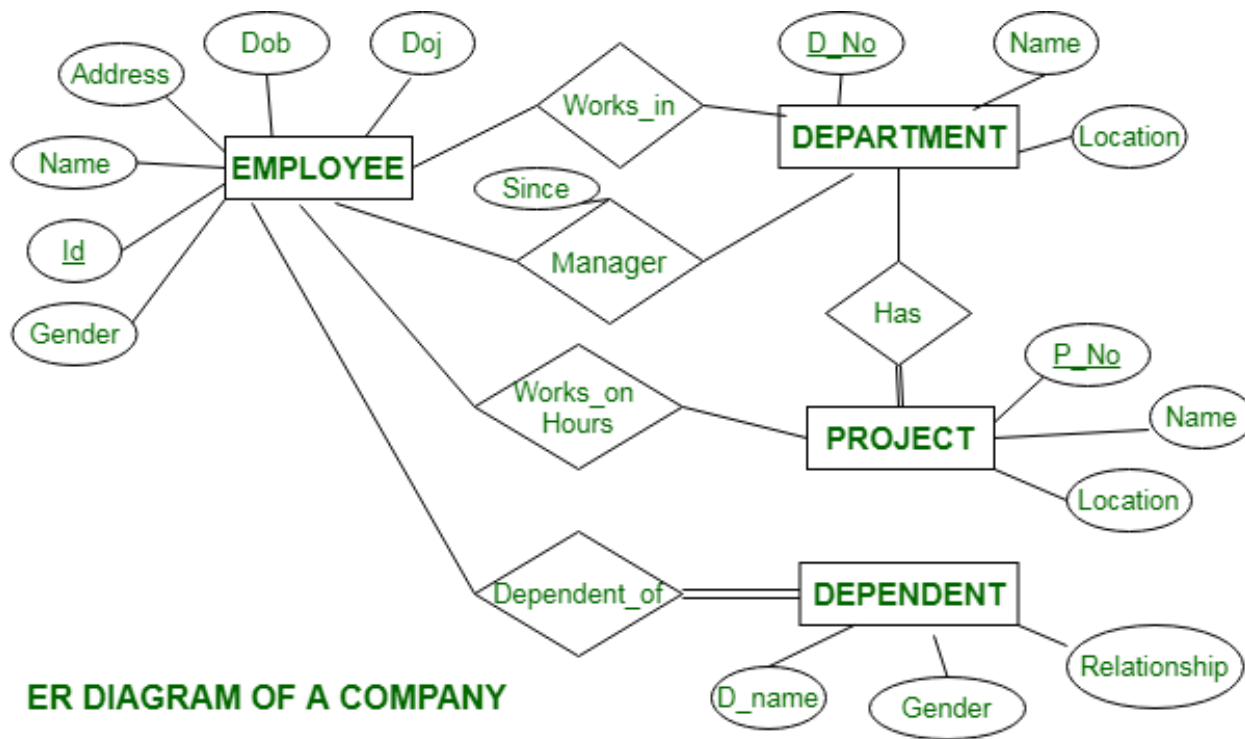 Dob
Doj
D_No
Name
Address
Works_in
DEPARTMENT
Location
Name
EMPLOYEE
Since
Id
Manager
Gender
Has
P_No
Works_on
Hours
Name
PROJECT
Location
Dependent_of
DEPENDENT
Relationship
D_name
Gender
ER DIAGRAM OF A COMPANY